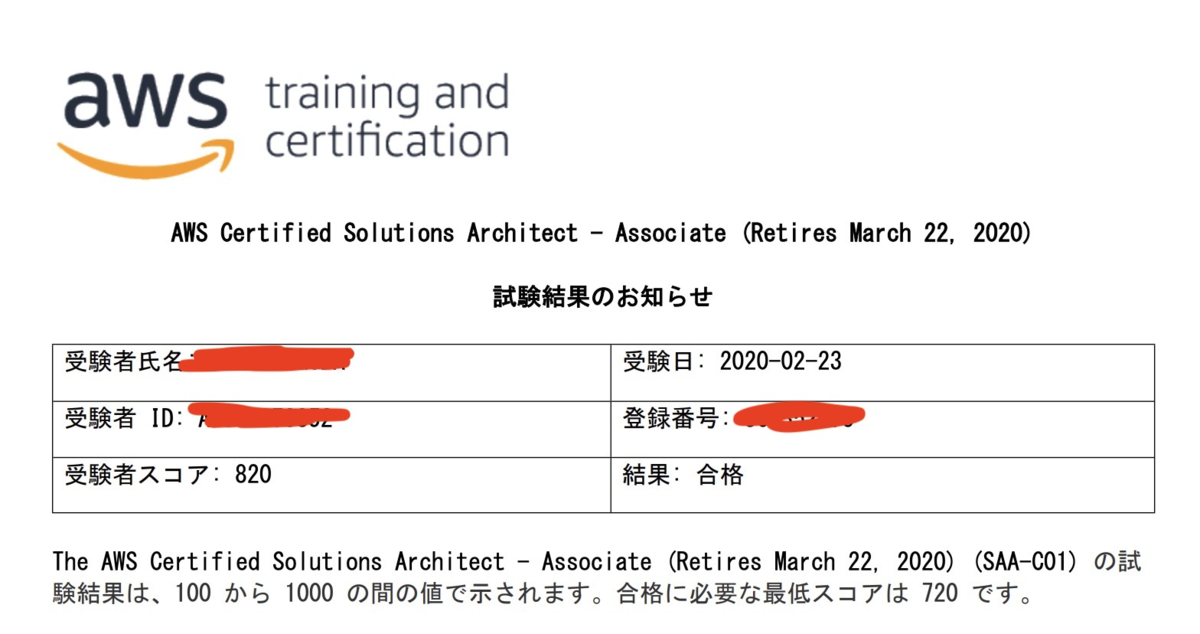 aws training and
certification
AWS Certified Solutions Architect - Associate (Retires March 22, 2020)
試験結果のお知らせ
受験者氏名: 受験日: 2020-02-23
受験者 ID: 登録番号:
受験者スコア: 820 結果: 合格
The AWS Certified Solutions Architect - Associate (Retires March 22, 2020) (SAA-C01) の試
験結果は、100 から 1000 の間の値で示されます。合格に必要な最低スコアは 720 です。